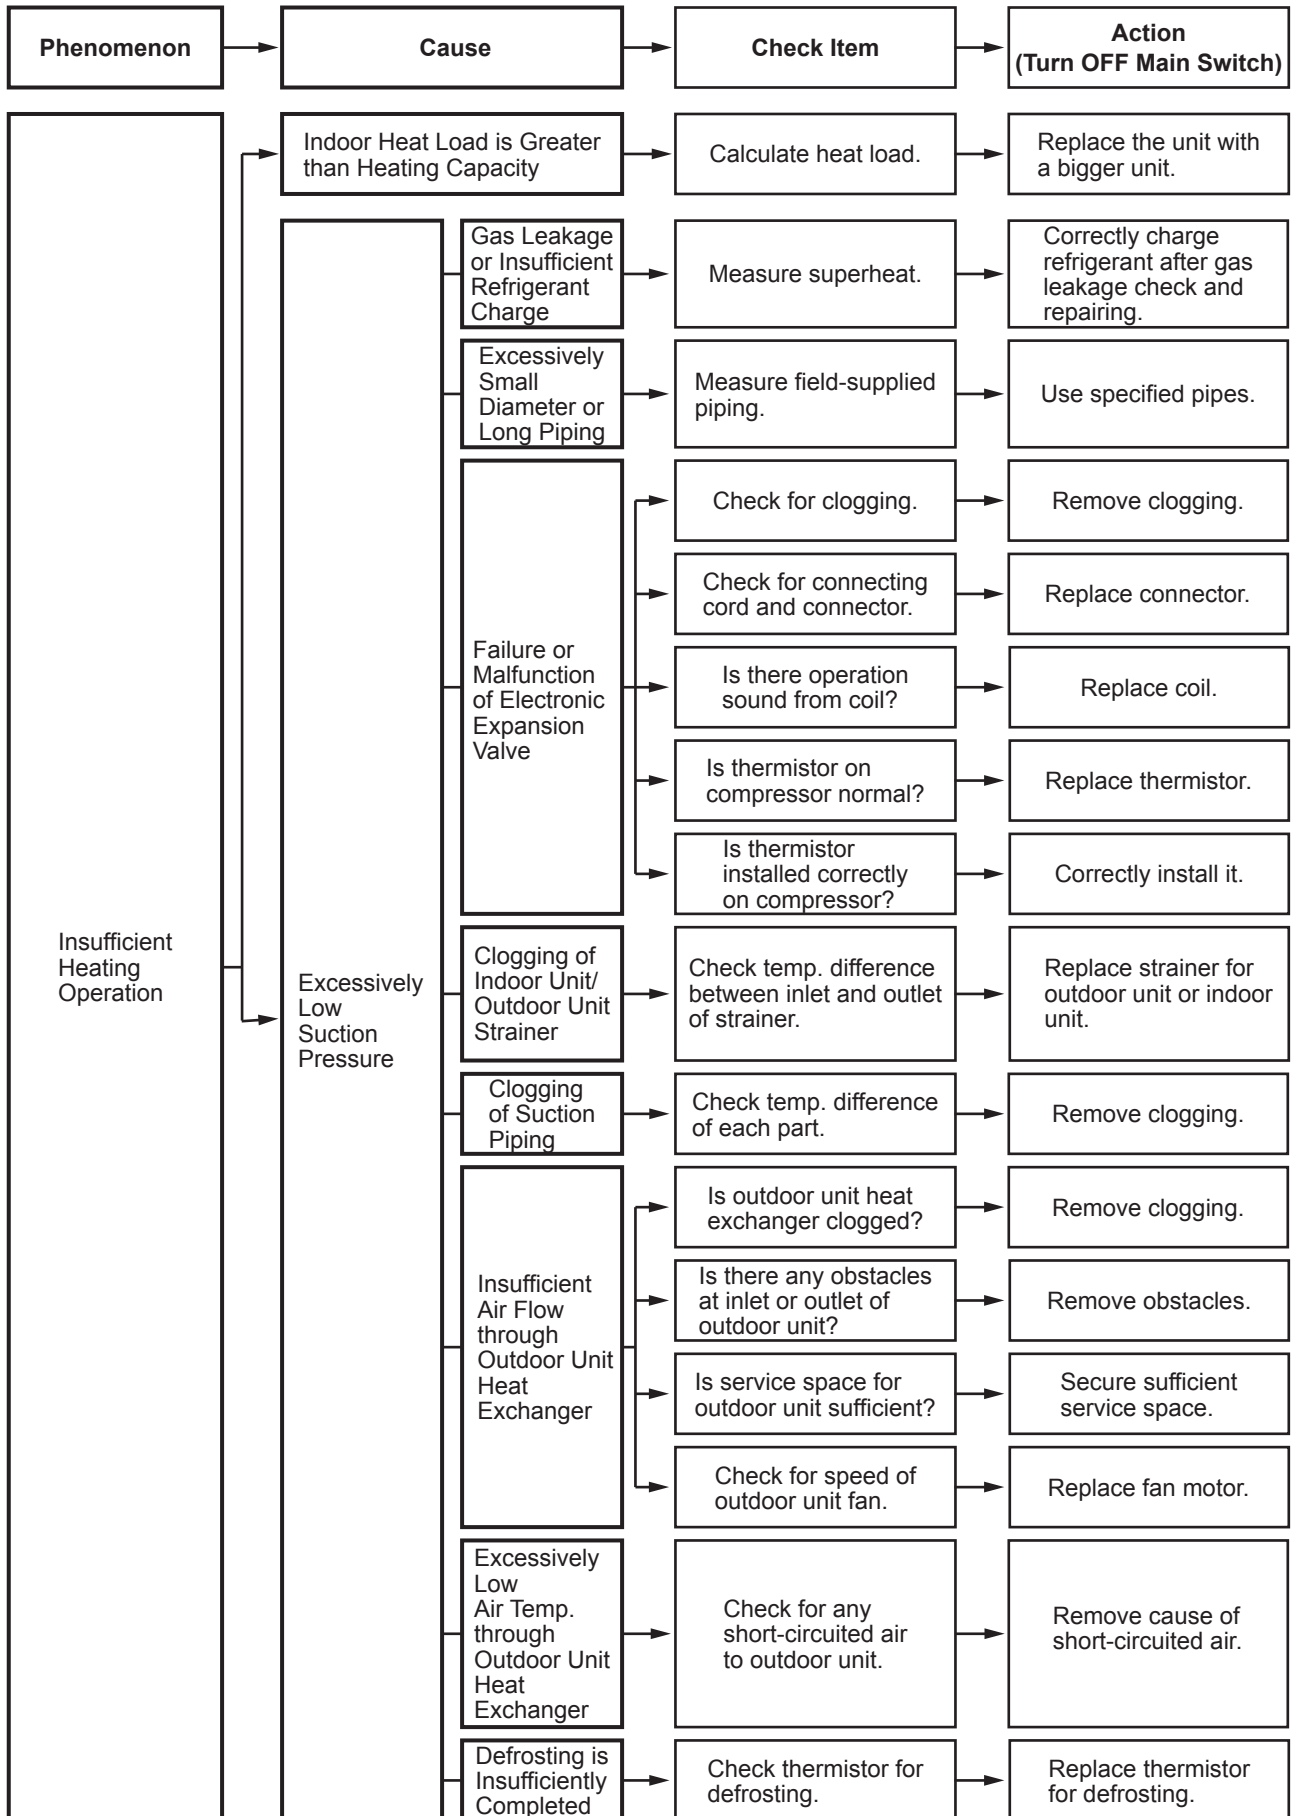 Phenomenon
Cause
Check Item
Action
(Turn OFF Main Switch)
Insufficient
Heating
Operation
Indoor Heat Load is Greater
than Heating Capacity
Calculate heat load.
Replace the unit with
a bigger unit.
Excessively
Low
Suction
Pressure
Gas Leakage
or Insufficient
Refrigerant
Charge
Measure superheat.
Correctly charge
refrigerant after gas
leakage check and
repairing.
Excessively
Small
Diameter or
Long Piping
Measure field-supplied
piping.
Use specified pipes.
Failure or
Malfunction
of Electronic
Expansion
Valve
Check for clogging.
Remove clogging.
Check for connecting
cord and connector.
Replace connector.
Is there operation
sound from coil?
Replace coil.
Is thermistor on
compressor normal?
Replace thermistor.
Is thermistor
installed correctly
on compressor?
Correctly install it.
Clogging of
Indoor Unit/
Outdoor Unit
Strainer
Check temp. difference
between inlet and outlet
of strainer.
Replace strainer for
outdoor unit or indoor
unit.
Clogging
of Suction
Piping
Check temp. difference
of each part.
Remove clogging.
Insufficient
Air Flow
through
Outdoor Unit
Heat
Exchanger
Is outdoor unit heat
exchanger clogged?
Remove clogging.
Is there any obstacles
at inlet or outlet of
outdoor unit?
Remove obstacles.
Is service space for
outdoor unit sufficient?
Secure sufficient
service space.
Check for speed of
outdoor unit fan.
Replace fan motor.
Excessively
Low
Air Temp.
through
Outdoor Unit
Heat
Exchanger
Check for any
short-circuited air
to outdoor unit.
Remove cause of
short-circuited air.
Defrosting is
Insufficiently
Completed
Check thermistor for
defrosting.
Replace thermistor
for defrosting.